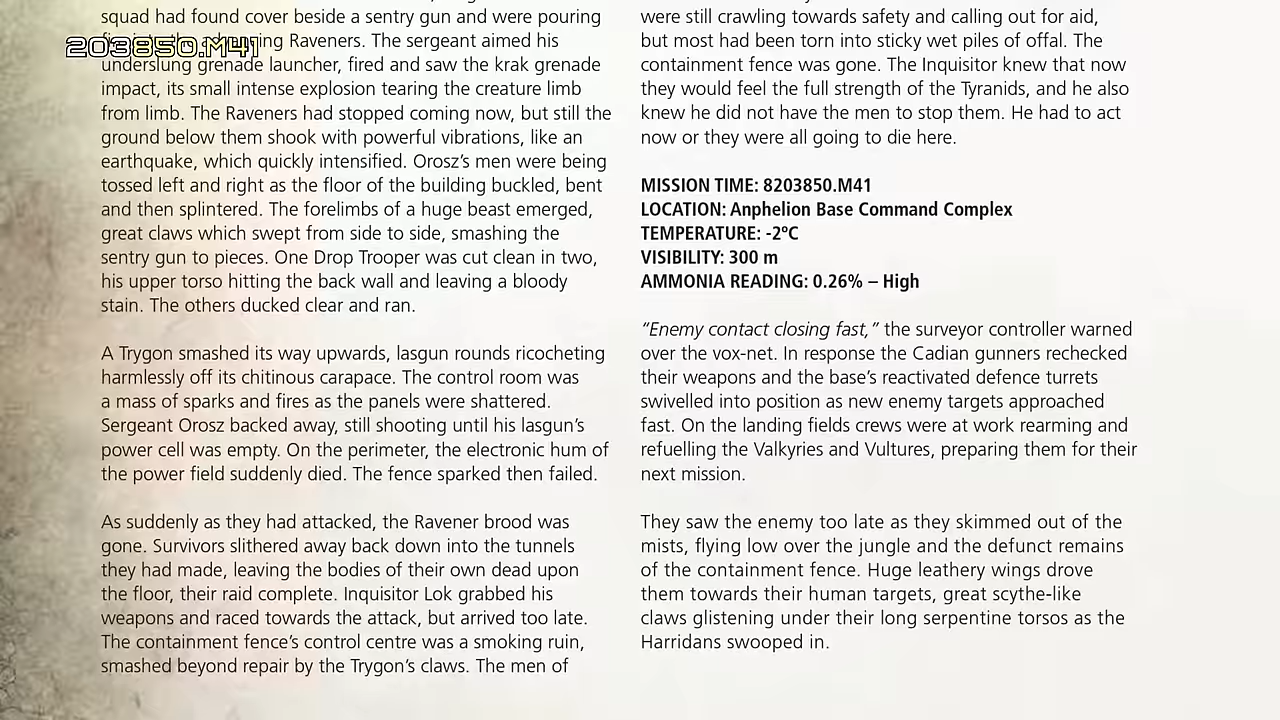 squad had found cover beside a sentry gun and were pouring
203850.M41
Raveners. The sergeant aimed his
underslung grenade launcher, fired and saw the krak grenade
impact, its small intense explosion tearing the creature limb
from limb. The Raveners had stopped coming now, but still the
ground below them shook with powerful vibrations, like an
earthquake, which quickly intensified. Orosz’s men were being
tossed left and right as the floor of the building buckled, bent
and then splintered. The forelimbs of a huge beast emerged,
great claws which swept from side to side, smashing the
sentry gun to pieces. One Drop Trooper was cut clean in two,
his upper torso hitting the back wall and leaving a bloody
stain. The others ducked clear and ran.
A Trygon smashed its way upwards, lasgun rounds ricocheting
harmlessly off its chitinous carapace. The control room was
a mass of sparks and fires as the panels were shattered.
Sergeant Orosz backed away, still shooting until his lasgun’s
power cell was empty. On the perimeter, the electronic hum of
the power field suddenly died. The fence sparked then failed.
As suddenly as they had attacked, the Ravener brood was
gone. Survivors slithered away back down into the tunnels
they had made, leaving the bodies of their own dead upon
the floor, their raid complete. Inquisitor Lok grabbed his
weapons and raced towards the attack, but arrived too late.
The containment fence’s control centre was a smoking ruin,
smashed beyond repair by the Trygon’s claws. The men of
were still crawling towards safety and calling out for aid,
but most had been torn into sticky wet piles of offal. The
containment fence was gone. The Inquisitor knew that now
they would feel the full strength of the Tyranids, and he also
knew he did not have the men to stop them. He had to act
now or they were all going to die here.
MISSION TIME: 8203850.M41
LOCATION: Anphelion Base Command Complex
TEMPERATURE: -2ºC
VISIBILITY: 300 m
AMMONIA READING: 0.26% – High
“Enemy contact closing fast,” the surveyor controller warned
over the vox-net. In response the Cadian gunners rechecked
their weapons and the base’s reactivated defence turrets
swivelled into position as new enemy targets approached
fast. On the landing fields crews were at work rearming and
refuelling the Valkyries and Vultures, preparing them for their
next mission.
They saw the enemy too late as they skimmed out of the
mists, flying low over the jungle and the defunct remains
of the containment fence. Huge leathery wings drove
them towards their human targets, great scythe-like
claws glistening under their long serpentine torsos as the
Harridans swooped in.